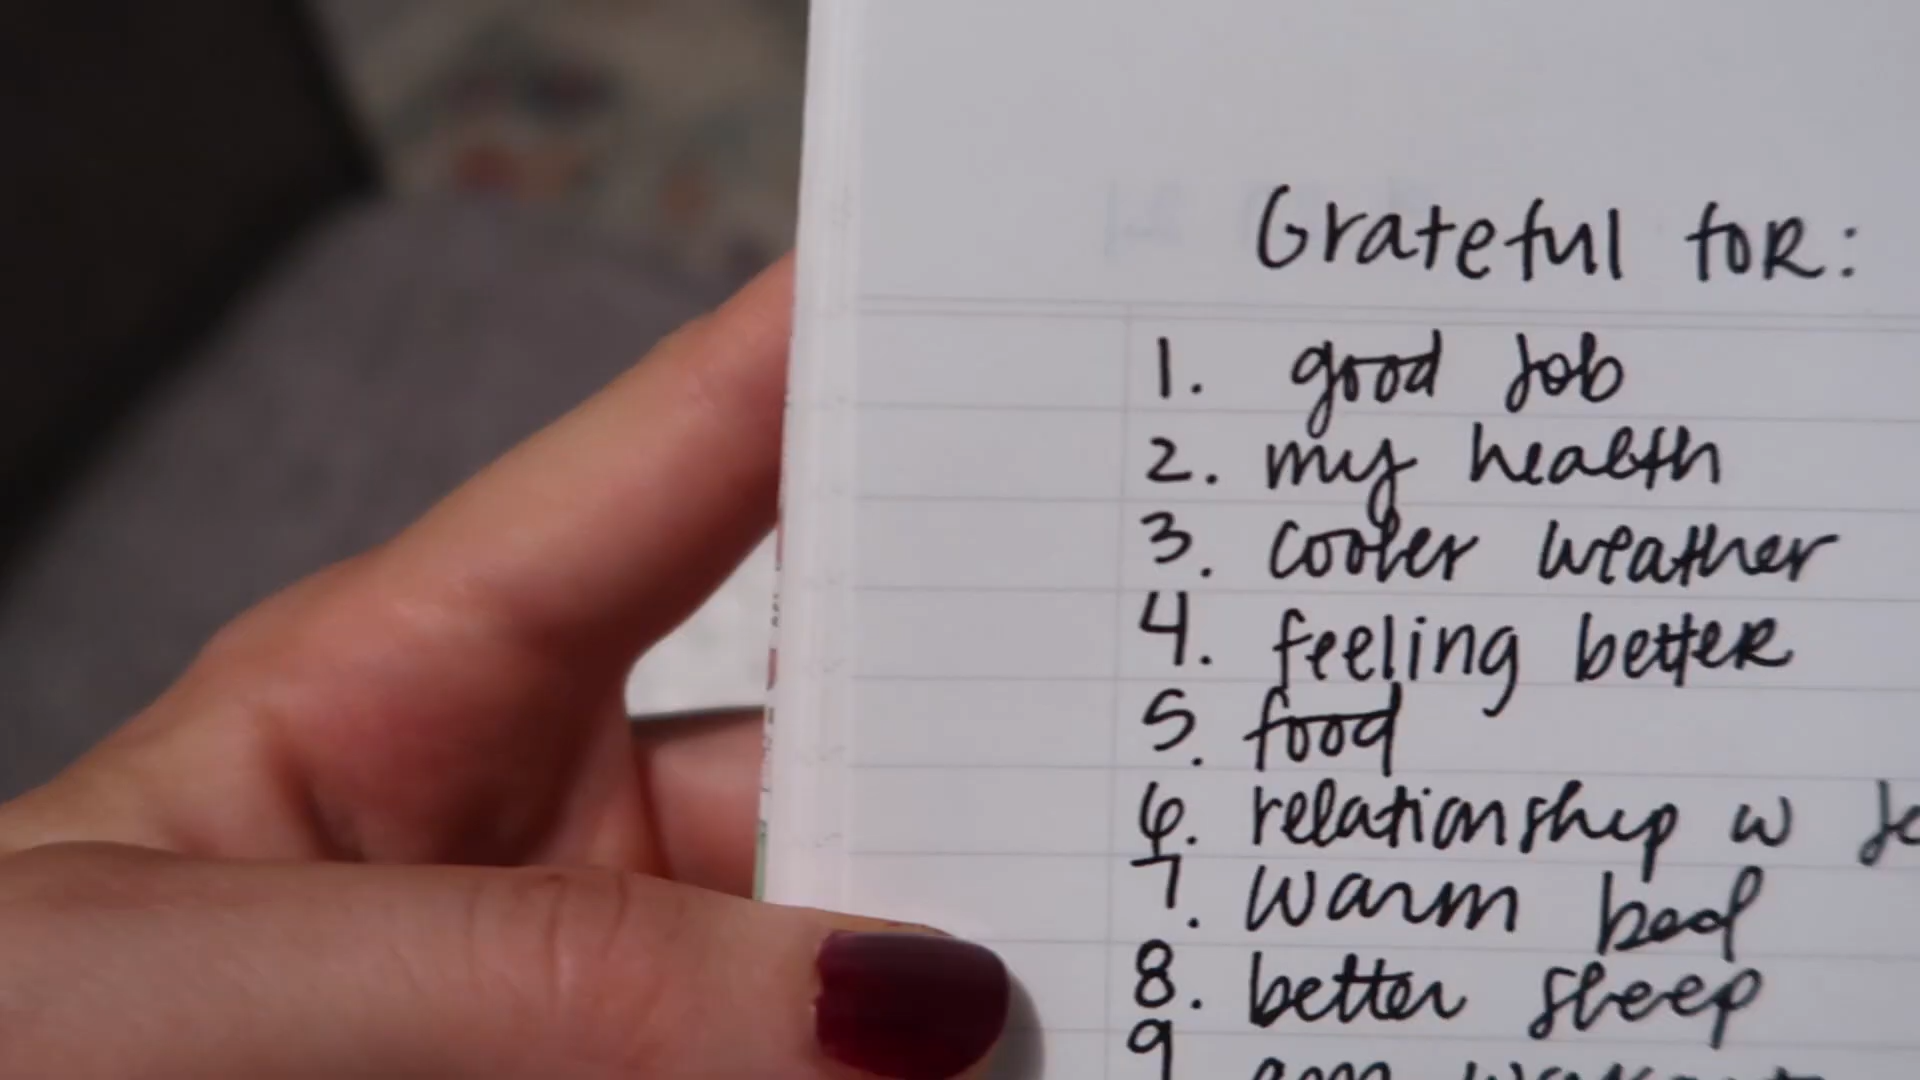 Grateful foR:
1. good job
2. my health
3. cooler weather
4. feeling better
5. food
6. relationship w
7. warm bed
8. better sleep
9